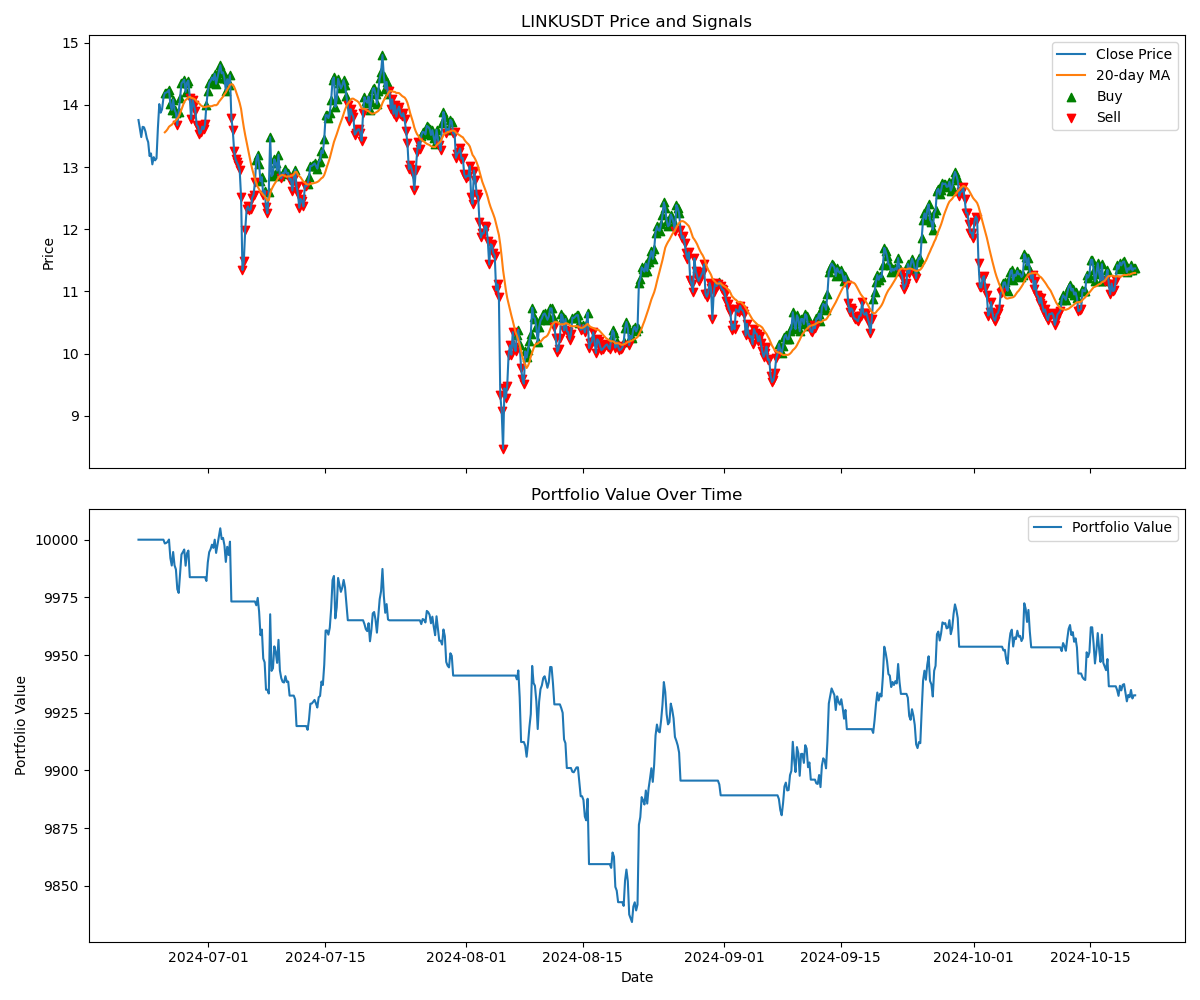 LINKUSDT Price and Signals
15
14
13
12
11
10
9
Price
Close Price
20-day MA
Buy
Sell
Portfolio Value Over Time
10000
9975
9950
9925
9900
9875
9850
Portfolio Value
Portfolio Value
2024-07-01
2024-07-15
2024-08-01
2024-08-15
2024-09-01
2024-09-15
2024-10-01
2024-10-15
Date